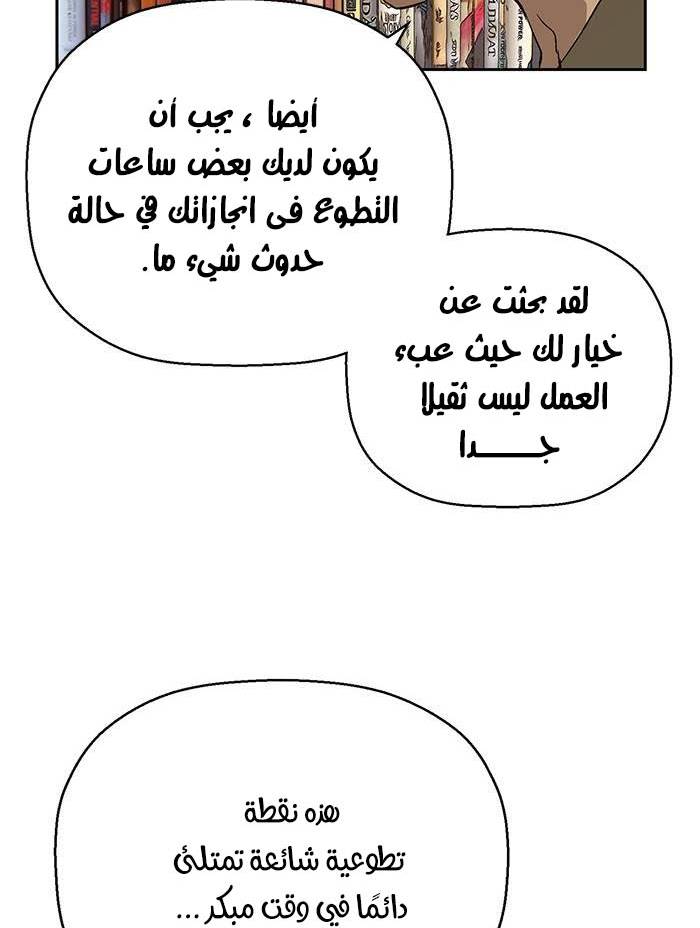 أيضا ، يجب أن
يكون لديك بعض ساعات
التطوع فى انجازاتك في حالة
حدوث شيء ما.
لقد بحثت عن
خيار لك حيث عبء
العمل ليس ثقيلا
جـــــدا
هذه نقطة
تطوعية شائعة تمتلئ
دائمًا في وقت مبكر ...